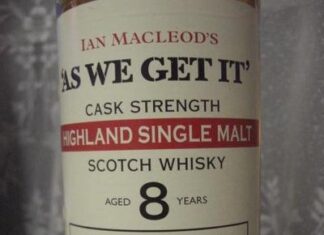 IAN MACLEOD'S
'AS WE GET IT'
CASK STRENGTH
HIGHLAND SINGLE MALT
SCOTCH WHISKY
AGED 8 YEARS